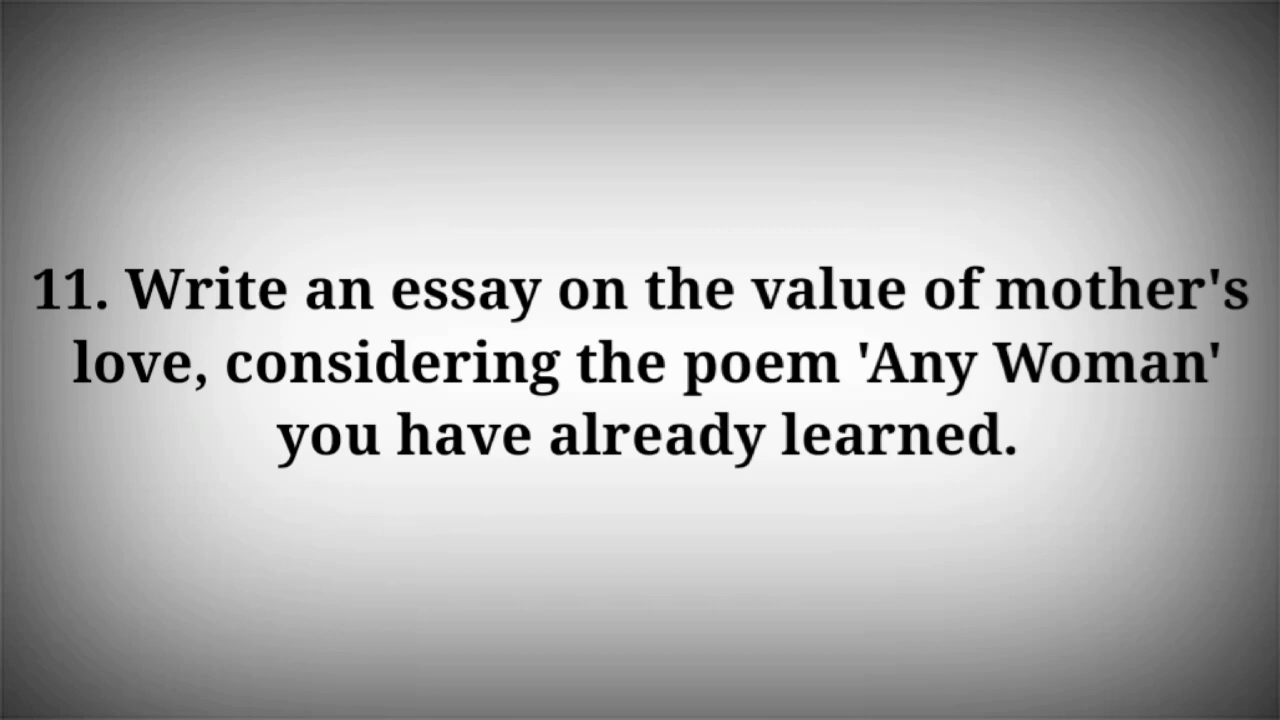 11. Write an essay on the value of mother's
love, considering the poem 'Any Woman'
you have already learned.